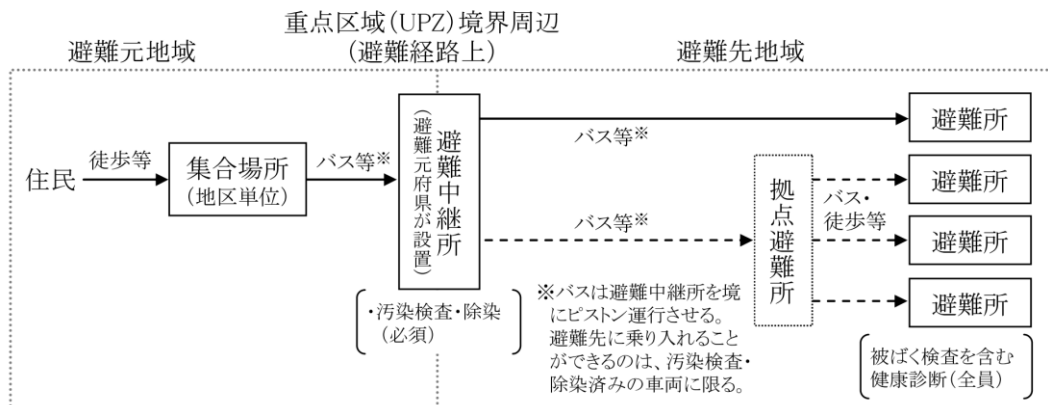 重点区域(UPZ)境界周辺
(避難経路上)
避難元地域
避難先地域
住民
徒歩等
集合場所
(地区単位)
バス等※
避難中継所
(避難元府県が設置)
・汚染検査・除染
(必須)
バス等※
バス等※
拠点避難所
バス・
徒歩等
避難所
避難所
避難所
避難所
※バスは避難中継所を境
にピストン運行させる。
避難先に乗り入れること
ができるのは、汚染検査・
除染済みの車両に限る。
被ばく検査を含む
健康診断(全員)